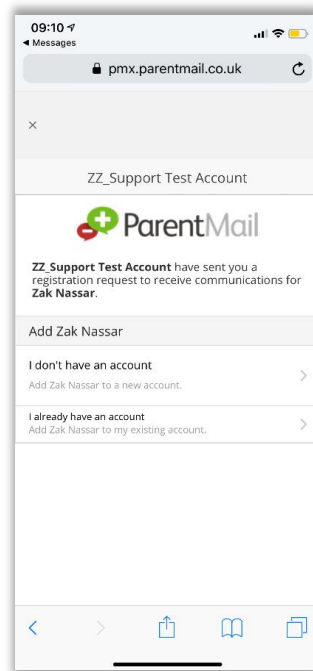 09:10
Messages
pmx.parentmail.co.uk
ZZ_Support Test Account
ParentMail
ZZ_Support Test Account have sent you a
registration request to receive communications for
Zak Nassar.
Add Zak Nassar
I don't have an account
Add Zak Nassar to a new account.
I already have an account
Add Zak Nassar to my existing account.